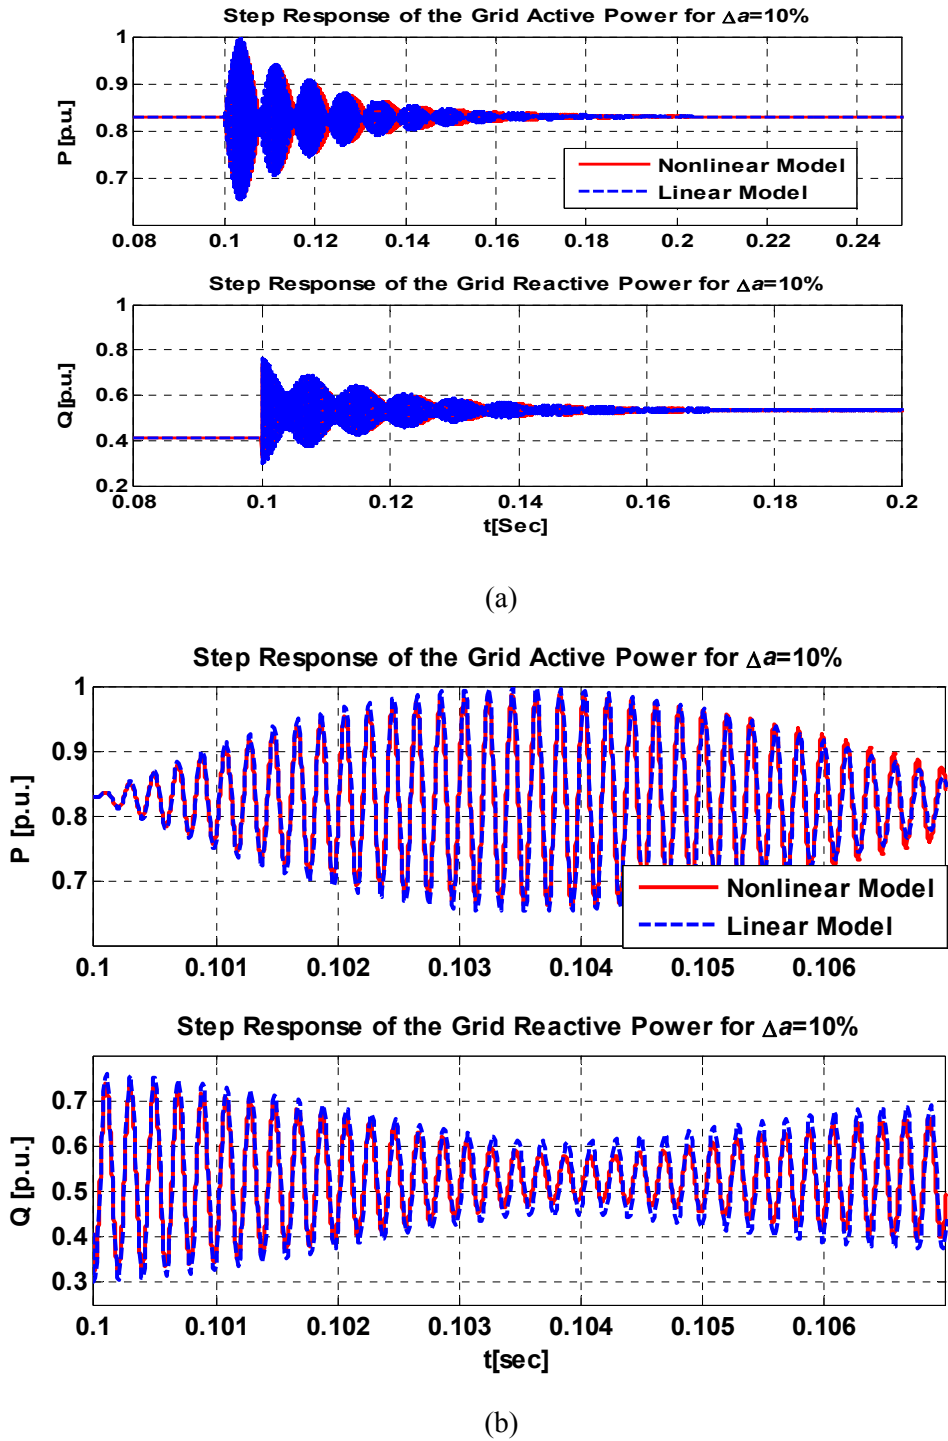 Step Response of the Grid Active Power for Δa=10%
1
0.9
0.8
0.7
P [p.u.]
Nonlinear Model
Linear Model
0.08 0.1 0.12 0.14 0.16 0.18 0.2 0.22 0.24
Step Response of the Grid Reactive Power for Δa=10%
1
0.8
0.6
0.4
0.2
Q[p.u.]
0.08 0.1 0.12 0.14 0.16 0.18 0.2
t[Sec]
(a)
Step Response of the Grid Active Power for Δa=10%
1
0.9
0.8
0.7
P [p.u.]
Nonlinear Model
Linear Model
0.1 0.101 0.102 0.103 0.104 0.105 0.106
Step Response of the Grid Reactive Power for Δa=10%
0.7
0.6
0.5
0.4
0.3
Q [p.u.]
0.1 0.101 0.102 0.103 0.104 0.105 0.106
t[sec]
(b)